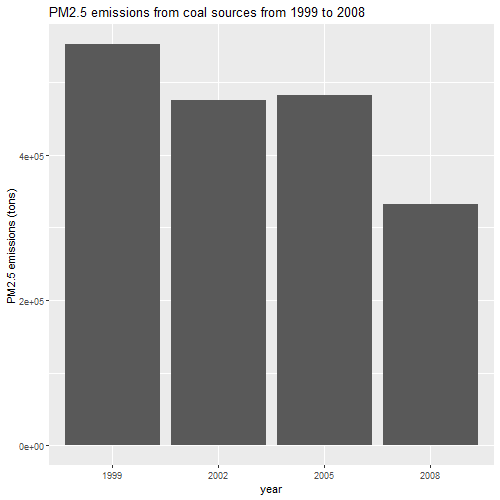 PM2.5 emissions from coal sources from 1999 to 2008
PM2.5 emissions (tons)
4e+05
2e+05
0e+00
1999 2002 2005 2008
year